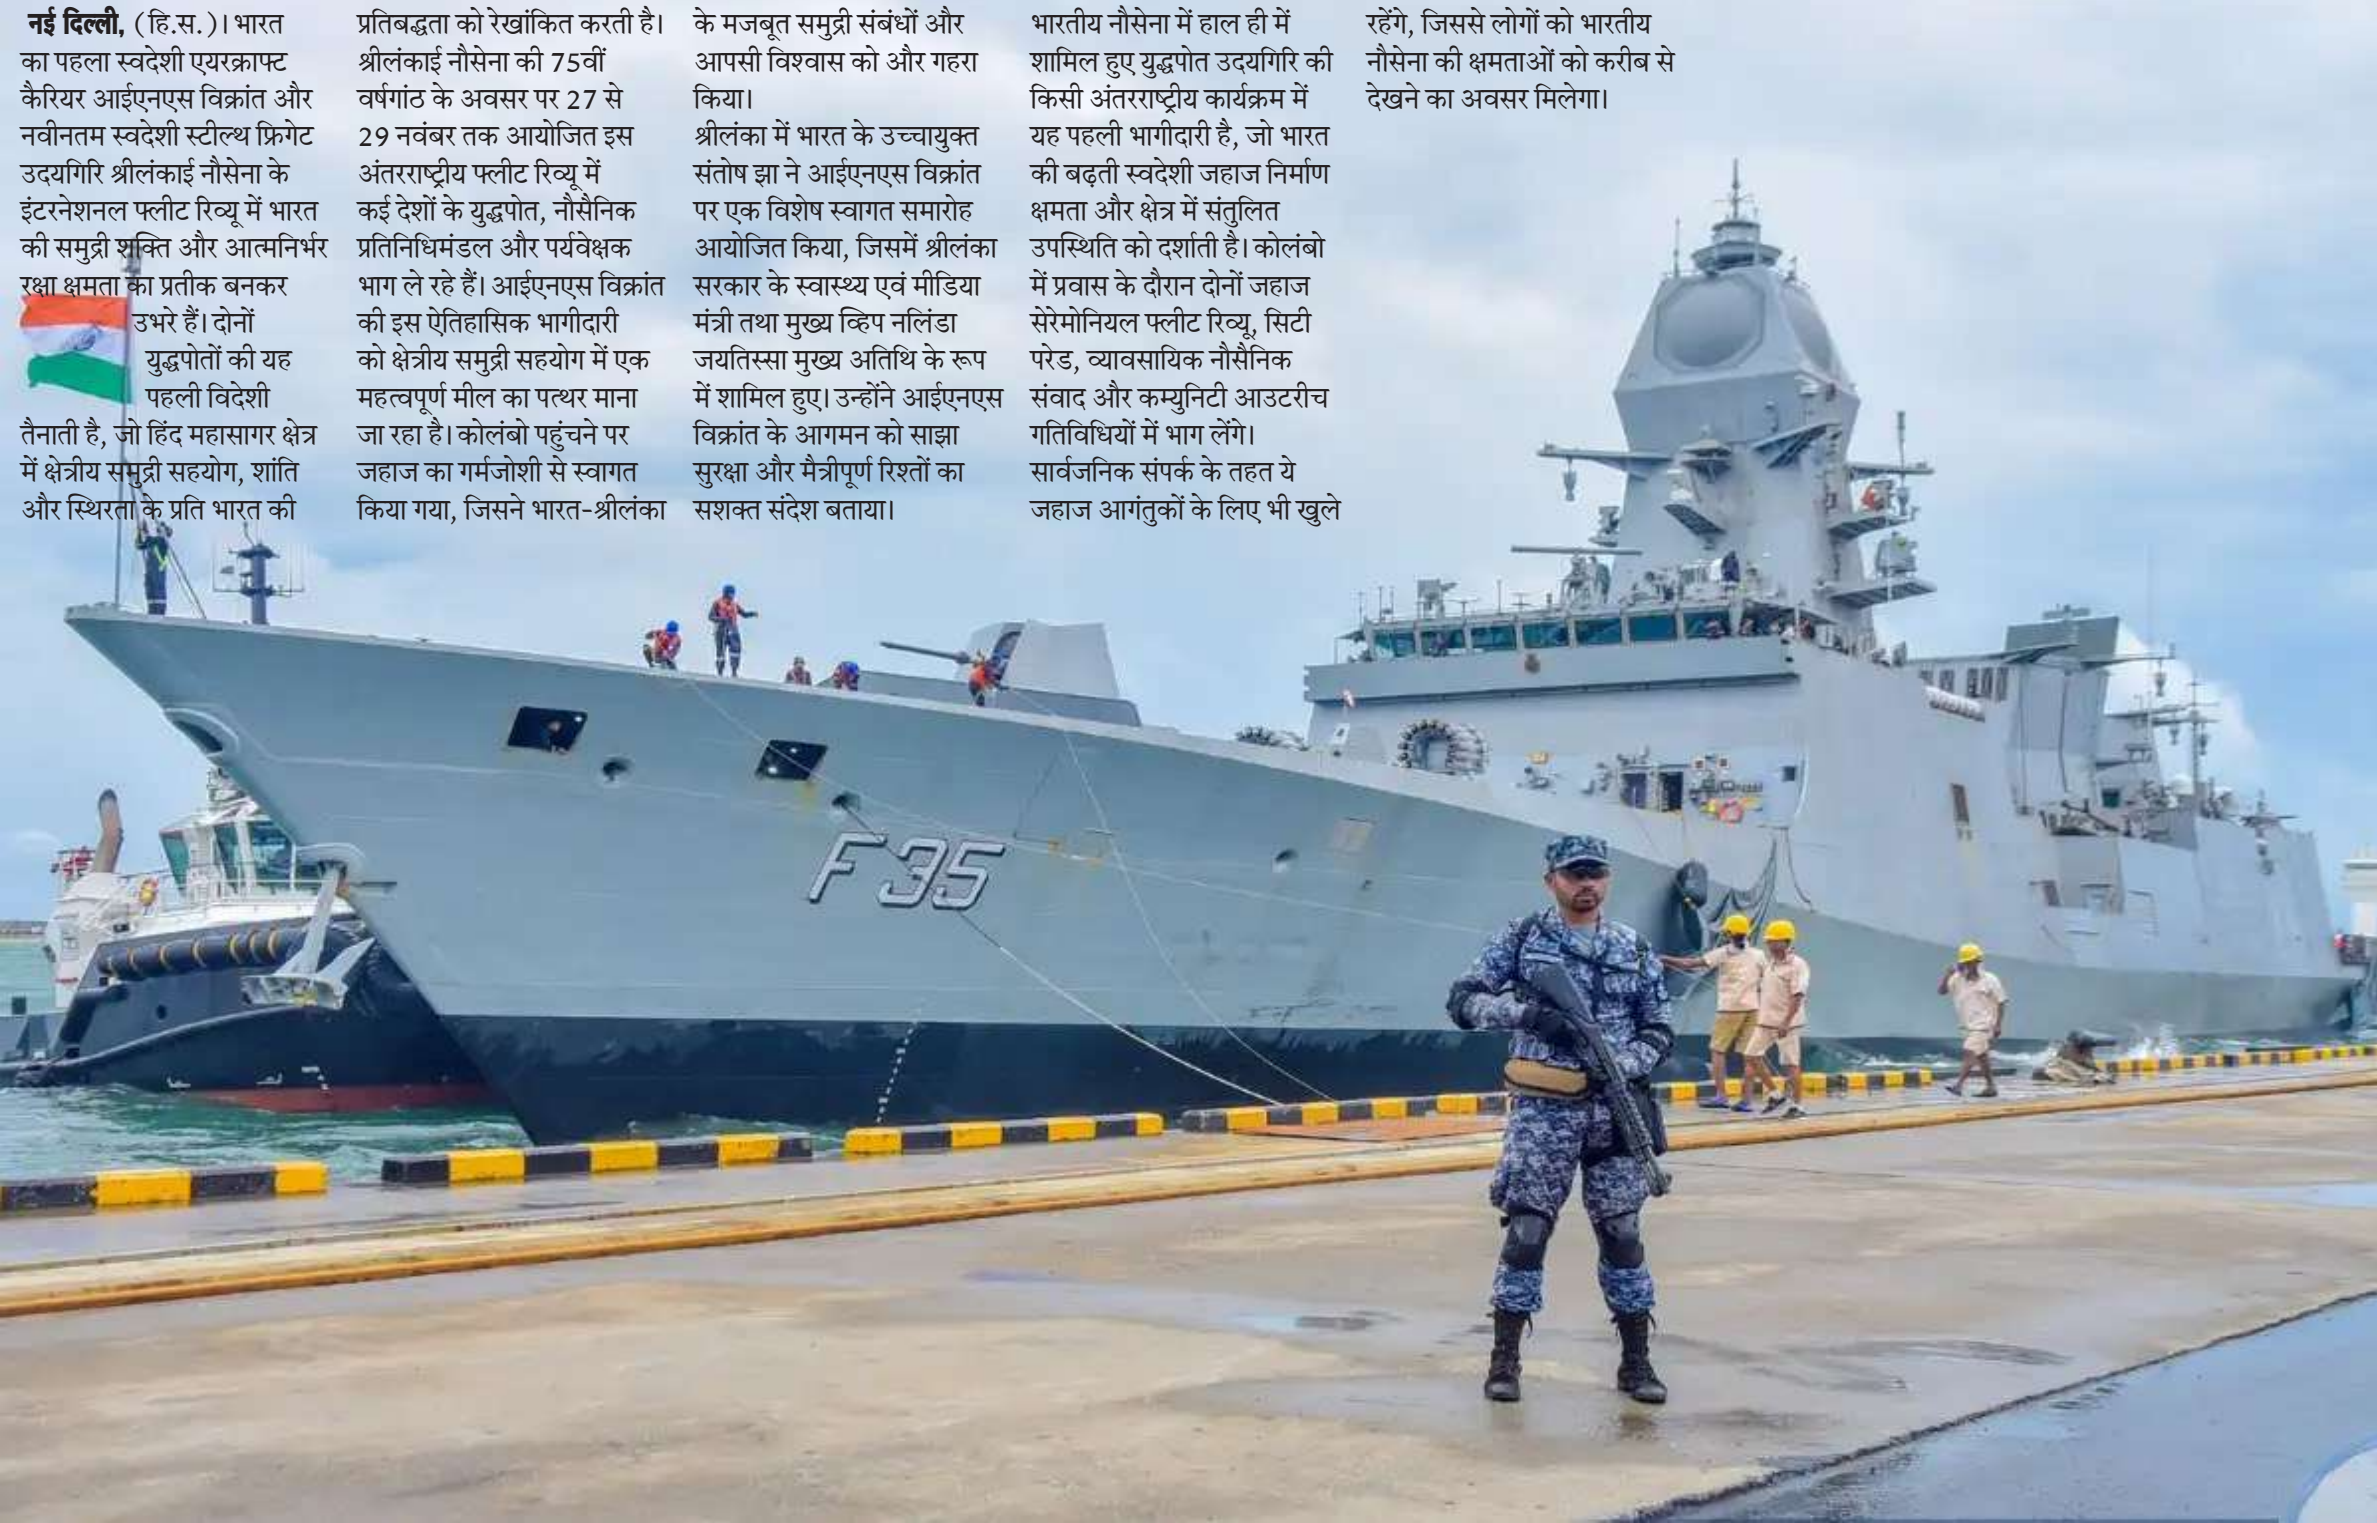 नई दिल्ली, (हि.स.)। भारत
का पहला स्वदेशी एयरक्राफ्ट
कैरियर आईएनएस विक्रांत और
नवीनतम स्वदेशी स्टील्थ फ्रिगेट
उदयगिरि श्रीलंकाई नौसेना के
इंटरनेशनल फ्लीट रिव्यू में भारत
की समुद्री शक्ति और आत्मनिर्भर
रक्षा क्षमता का प्रतीक बनकर
उभरे हैं। दोनों
युद्धपोतों की यह
पहली विदेशी
तैनाती है, जो हिंद महासागर क्षेत्र
में क्षेत्रीय समुद्री सहयोग, शांति
और स्थिरता के प्रति भारत की
प्रतिबद्धता को रेखांकित करती है।
श्रीलंकाई नौसेना की 75वीं
वर्षगांठ के अवसर पर 27 से
29 नवंबर तक आयोजित इस
अंतरराष्ट्रीय फ्लीट रिव्यू में
कई देशों के युद्धपोत, नौसैनिक
प्रतिनिधिमंडल और पर्यवेक्षक
भाग ले रहे हैं। आईएनएस विक्रांत
की इस ऐतिहासिक भागीदारी
को क्षेत्रीय समुद्री सहयोग में एक
महत्वपूर्ण मील का पत्थर माना
जा रहा है। कोलंबो पहुंचने पर
जहाज का गर्मजोशी से स्वागत
किया गया, जिसने भारत-श्रीलंका
के मजबूत समुद्री संबंधों और
आपसी विश्वास को और गहरा
किया।
श्रीलंका में भारत के उच्चायुक्त
संतोष झा ने आईएनएस विक्रांत
पर एक विशेष स्वागत समारोह
आयोजित किया, जिसमें श्रीलंका
सरकार के स्वास्थ्य एवं मीडिया
मंत्री तथा मुख्य व्हिप नलिंडा
जयतिस्सा मुख्य अतिथि के रूप
में शामिल हुए। उन्होंने आईएनएस
विक्रांत के आगमन को साझा
सुरक्षा और मैत्रीपूर्ण रिश्तों का
सशक्त संदेश बताया।
भारतीय नौसेना में हाल ही में
शामिल हुए युद्धपोत उदयगिरि की
किसी अंतरराष्ट्रीय कार्यक्रम में
यह पहली भागीदारी है, जो भारत
की बढ़ती स्वदेशी जहाज निर्माण
क्षमता और क्षेत्र में संतुलित
उपस्थिति को दर्शाती है। कोलंबो
में प्रवास के दौरान दोनों जहाज
सेरेमोनियल फ्लीट रिव्यू, सिटी
परेड, व्यावसायिक नौसैनिक
संवाद और कम्युनिटी आउटरीच
गतिविधियों में भाग लेंगे।
सार्वजनिक संपर्क के तहत ये
जहाज आगंतुकों के लिए भी खुले
रहेंगे, जिससे लोगों को भारतीय
नौसेना की क्षमताओं को करीब से
देखने का अवसर मिलेगा।
F 35